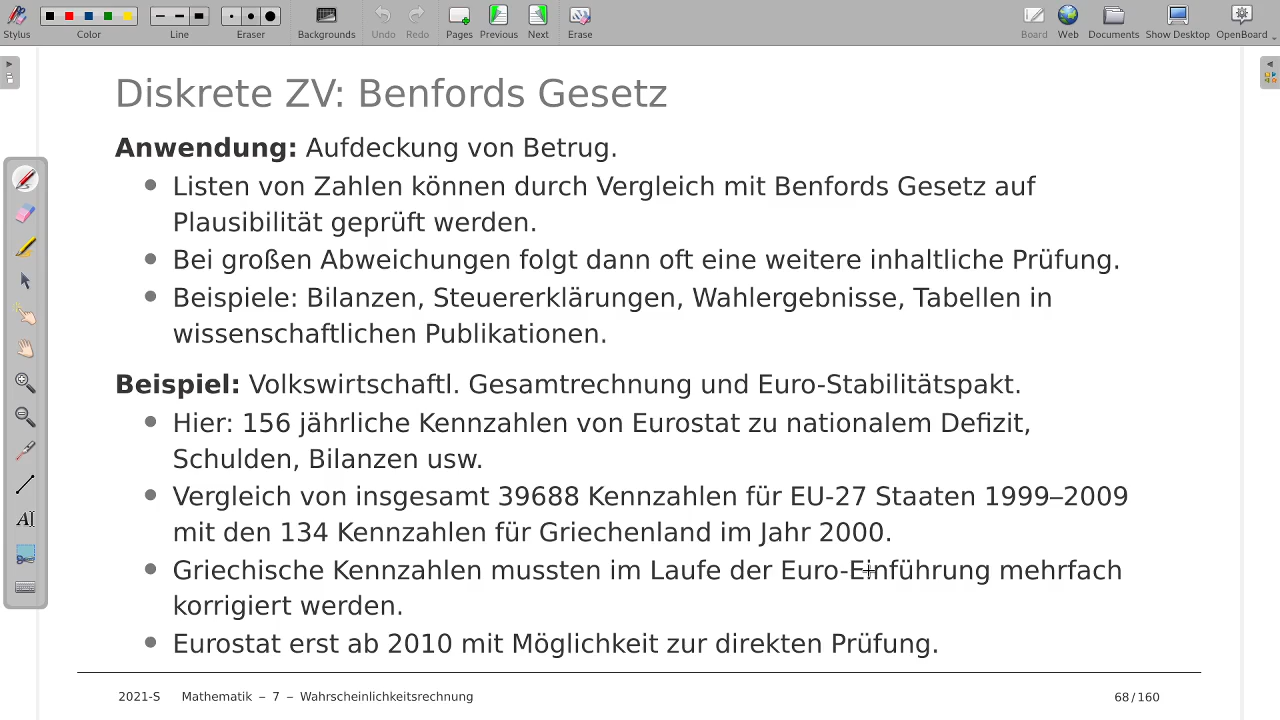 Stylus Color Line Eraser Backgrounds Undo Redo Pages Previous Next Erase Board Web Documents Show Desktop OpenBoard
Diskrete ZV: Benfords Gesetz
Anwendung: Aufdeckung von Betrug.
Listen von Zahlen können durch Vergleich mit Benfords Gesetz auf
Plausibilität geprüft werden.
Bei großen Abweichungen folgt dann oft eine weitere inhaltliche Prüfung.
Beispiele: Bilanzen, Steuererklärungen, Wahlergebnisse, Tabellen in
wissenschaftlichen Publikationen.
Beispiel: Volkswirtschaftl. Gesamtrechnung und Euro-Stabilitätspakt.
Hier: 156 jährliche Kennzahlen von Eurostat zu nationalem Defizit,
Schulden, Bilanzen usw.
Vergleich von insgesamt 39688 Kennzahlen für EU-27 Staaten 1999–2009
mit den 134 Kennzahlen für Griechenland im Jahr 2000.
Griechische Kennzahlen mussten im Laufe der Euro-Einführung mehrfach
korrigiert werden.
Eurostat erst ab 2010 mit Möglichkeit zur direkten Prüfung.
2021-S Mathematik – 7 – Wahrscheinlichkeitsrechnung 68/160